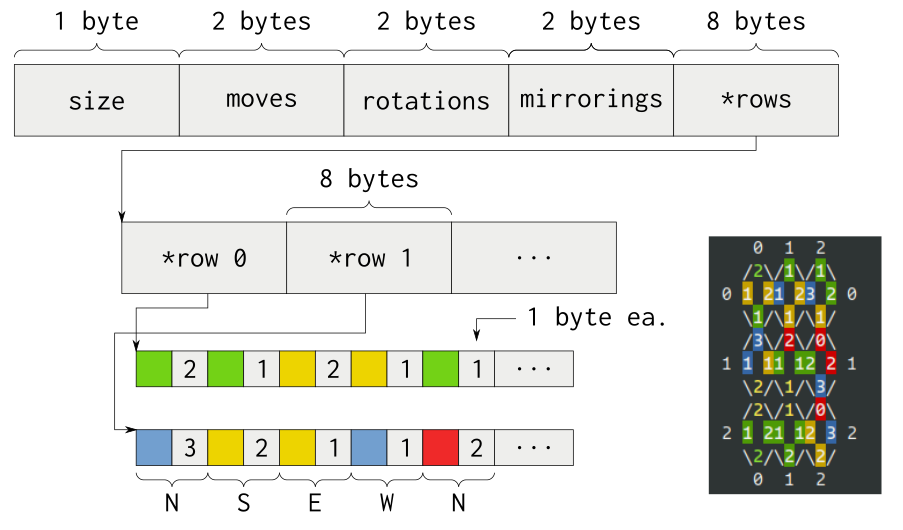 1 byte 2 bytes 2 bytes 2 bytes 8 bytes
size moves rotations mirrorings *rows
8 bytes
*row 0 *row 1 ...
1 byte ea.
2 1 2 1 1 ...
3 2 1 1 2 ...
N S E W N
0 1 2
/2\/1\/1\
0 1 21 23 2 0
\1/\1/\1/
/3\/2\/0\
1 1 11 12 2 1
\2/\1/\3/
/2\/1\/0\
2 1 21 12 3 2
\2/\2/\2/
0 1 2